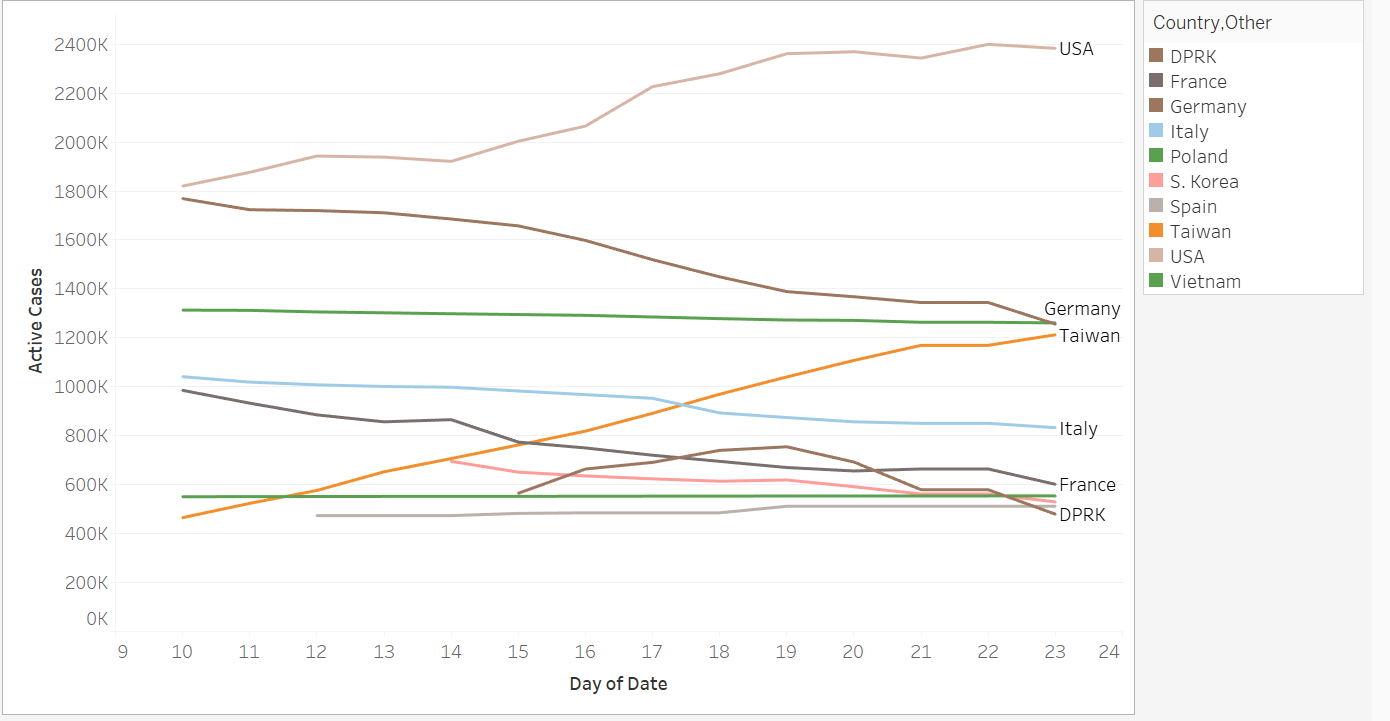 Country,Other
DPRK
France
Germany
Italy
Poland
S. Korea
Spain
Taiwan
USA
Vietnam
Active Cases
2400K
2200K
2000K
1800K
1600K
1400K
1200K
1000K
800K
600K
400K
200K
0K
USA
Germany
Taiwan
Italy
France
DPRK
9 10 11 12 13 14 15 16 17 18 19 20 21 22 23 24
Day of Date